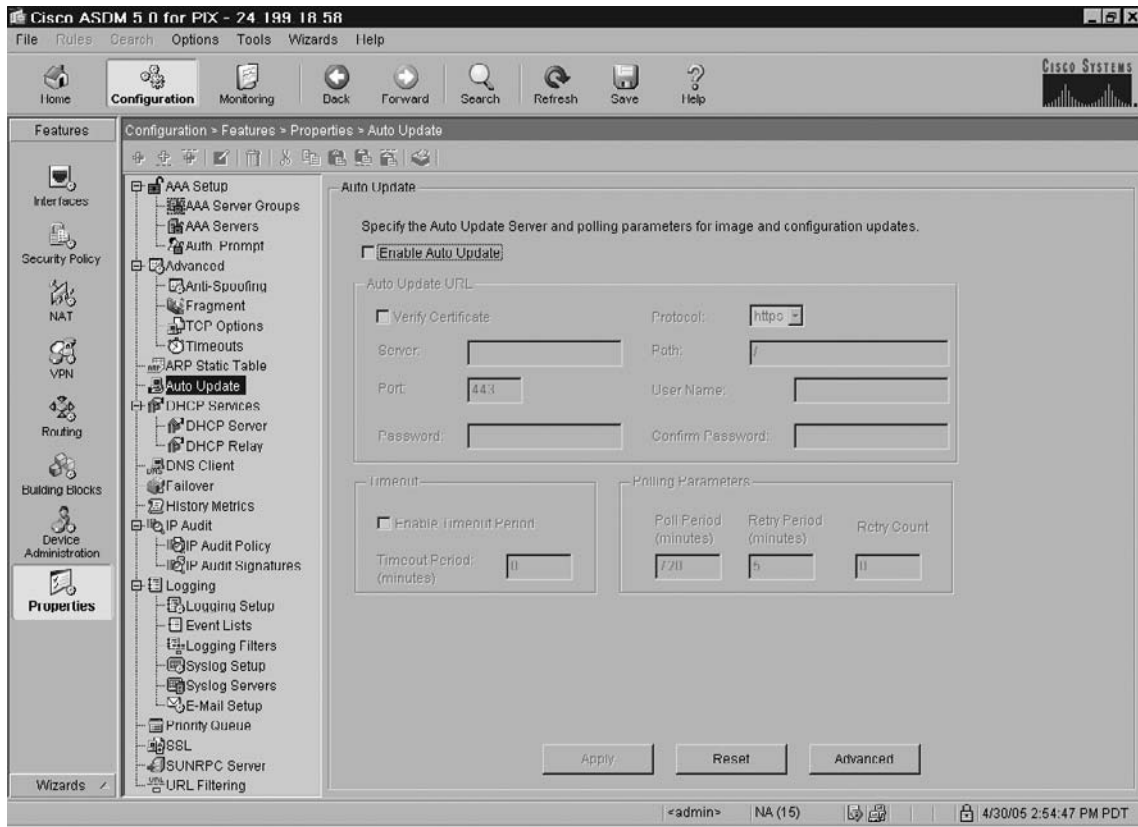 Cisco ASDM 5.0 for PIX - 24.199.18.58
File Rules Search Options Tools Wizards Help
Home Configuration Monitoring Back Forward Search Refresh Save Help
CISCO SYSTEMS
Features
Configuration > Features > Properties > Auto Update
Interfaces
Security Policy
NAT
VPN
Routing
Building Blocks
Device Administration
Properties
Wizards
AAA Setup
AAA Server Groups
AAA Servers
Auth. Prompt
Advanced
Anti-Spoofing
Fragment
TCP Options
Timeouts
ARP Static Table
Auto Update
DHCP Services
DHCP Server
DHCP Relay
DNS Client
Failover
History Metrics
IP Audit
IP Audit Policy
IP Audit Signatures
Logging
Logging Setup
Event Lists
Logging Filters
Syslog Setup
Syslog Servers
E-Mail Setup
Priority Queue
SSL
SUNRPC Server
URL Filtering
Auto Update
Specify the Auto Update Server and polling parameters for image and configuration updates.
Enable Auto Update
Auto Update URL
Verify Certificate Protocol: https
Server: Path: /
Port: 443 User Name:
Password: Confirm Password:
Timeout
Enable Timeout Period
Timeout Period: 0
(minutes)
Polling Parameters
Poll Period (minutes) Retry Period (minutes) Retry Count
720 5 0
Apply Reset Advanced
<admin> NA (15) 4/30/05 2:54:47 PM PDT